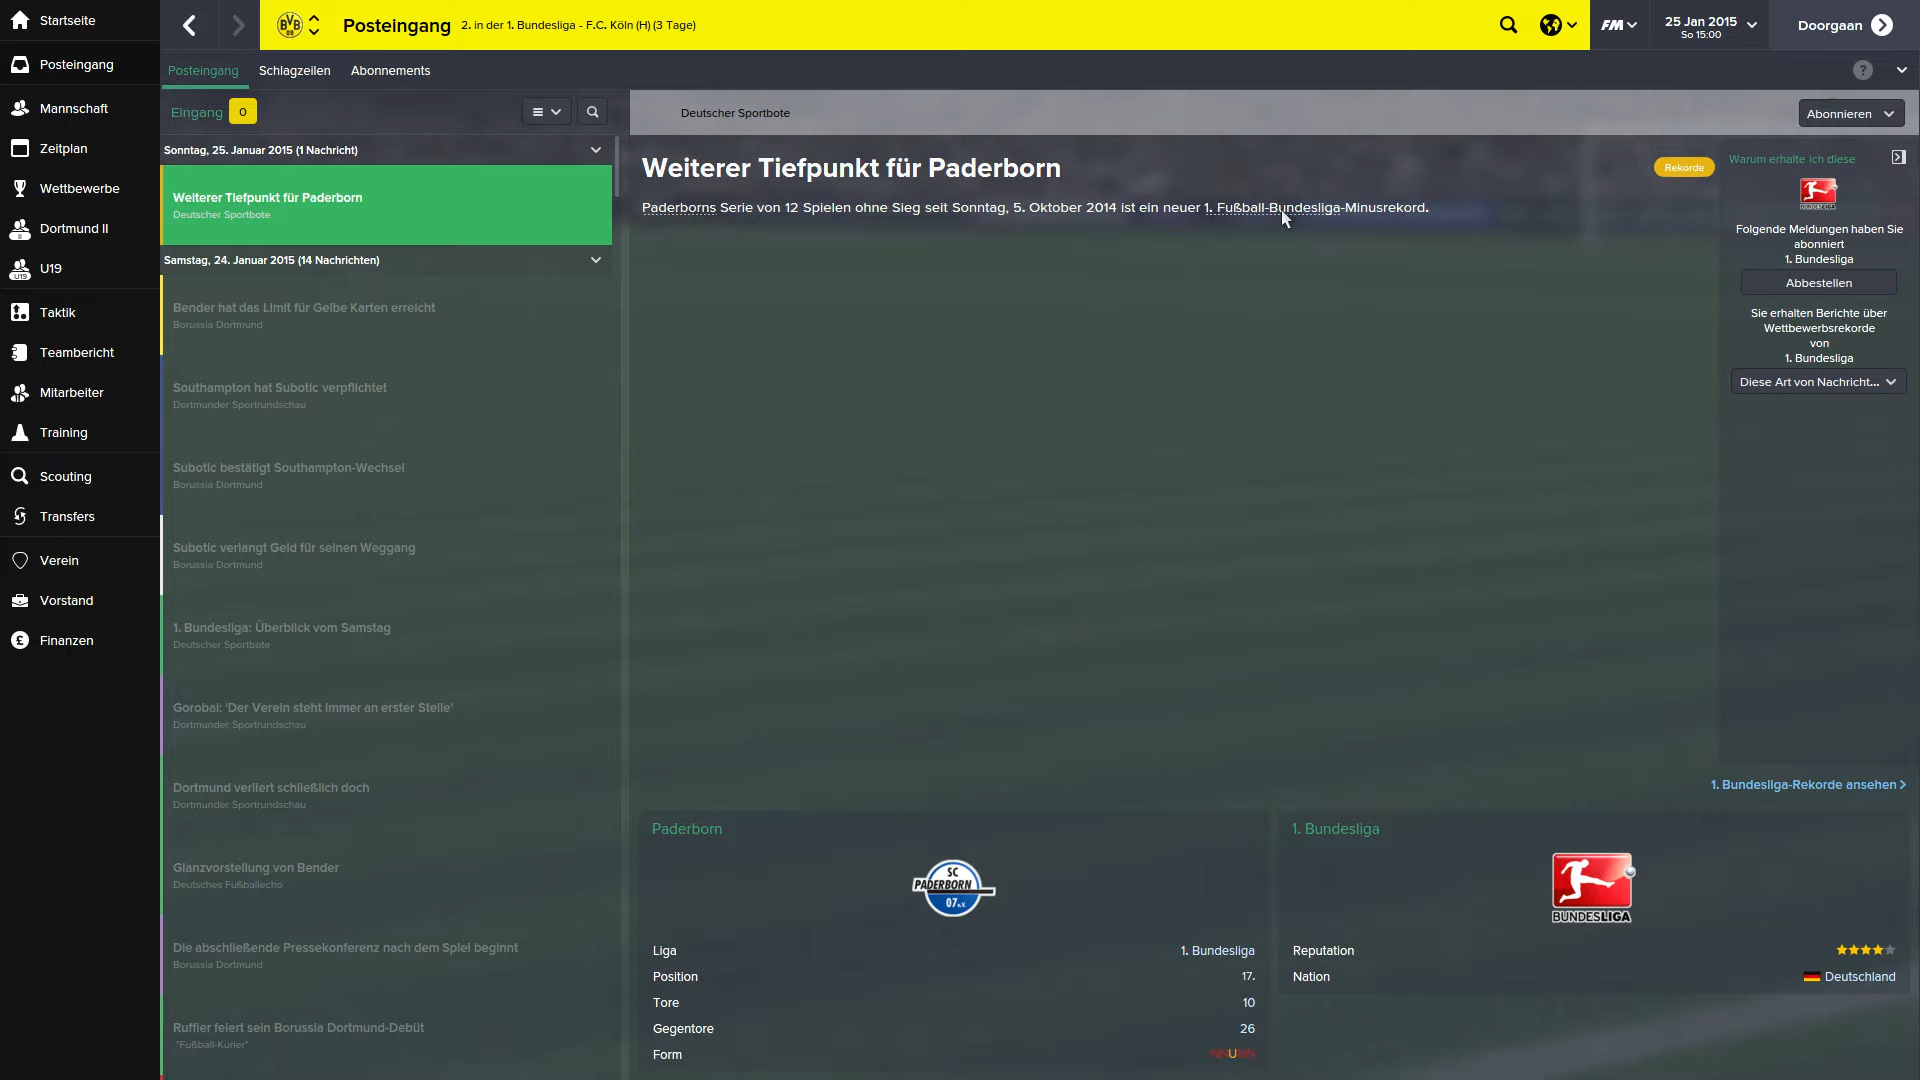 Startseite
Posteingang
Mannschaft
Zeitplan
Wettbewerbe
Dortmund II
U19
Taktik
Teambericht
Mitarbeiter
Training
Scouting
Transfers
Verein
Vorstand
Finanzen
Posteingang 2. in der 1. Bundesliga - F.C. Köln (H) (3 Tage)
FM
25 Jan 2015
So 15:00
Doorgaan
Posteingang Schlagzeilen Abonnements
Eingang 0
Sonntag, 25. Januar 2015 (1 Nachricht)
Weiterer Tiefpunkt für Paderborn
Deutscher Sportbote
Samstag, 24. Januar 2015 (14 Nachrichten)
Bender hat das Limit für Gelbe Karten erreicht
Borussia Dortmund
Southampton hat Subotic verpflichtet
Dortmunder Sportrundschau
Subotic bestätigt Southampton-Wechsel
Borussia Dortmund
Subotic verlangt Geld für seinen Weggang
Borussia Dortmund
1. Bundesliga: Überblick vom Samstag
Deutscher Sportbote
Gorobai: 'Der Verein steht immer an erster Stelle'
Dortmunder Sportrundschau
Dortmund verliert schließlich doch
Dortmunder Sportrundschau
Glanzvorstellung von Bender
Deutsches Fußballecho
Die abschließende Pressekonferenz nach dem Spiel beginnt
Borussia Dortmund
Ruffier feiert sein Borussia Dortmund-Debüt
"Fußball-Kurier"
Deutscher Sportbote
Abonnieren
Weiterer Tiefpunkt für Paderborn
Rekorde
Paderborns Serie von 12 Spielen ohne Sieg seit Sonntag, 5. Oktober 2014 ist ein neuer 1. Fußball-Bundesliga-Minusrekord.
Warum erhalte ich diese
Folgende Meldungen haben Sie
abonniert
1. Bundesliga
Abbestellen
Sie erhalten Berichte über
Wettbewerbsrekorde
von
1. Bundesliga
Diese Art von Nachricht...
1. Bundesliga-Rekorde ansehen >
Paderborn
SC
PADERBORN
07 e.V.
Liga 1. Bundesliga
Position 17.
Tore 10
Gegentore 26
Form NNUNN
1. Bundesliga
BUNDESLIGA
Reputation
Nation Deutschland